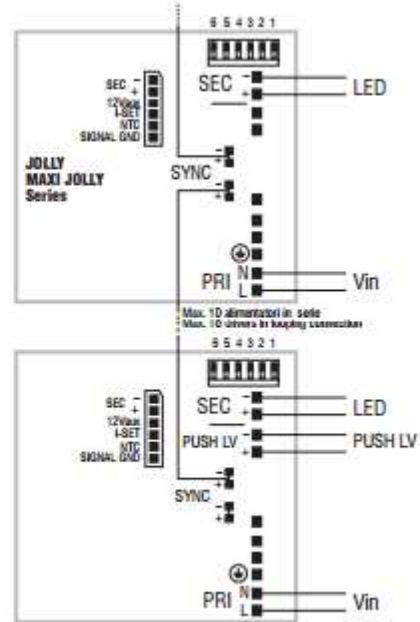 6 5 4 3 2 1
SEC -
+
12Vaux
I-SET
NTC
SIGNAL GND
SEC -
+
LED
JOLLY
MAXI JOLLY
Series
SYNC
-
+
-
+
PRI N
L
Vin
Max. 10 alimentatori in serie
Max. 10 drivers in looping connection
6 5 4 3 2 1
SEC -
+
12Vaux
I-SET
NTC
SIGNAL GND
SEC -
+
LED
PUSH LV -
+
PUSH LV
SYNC
-
+
-
+
PRI N
L
Vin